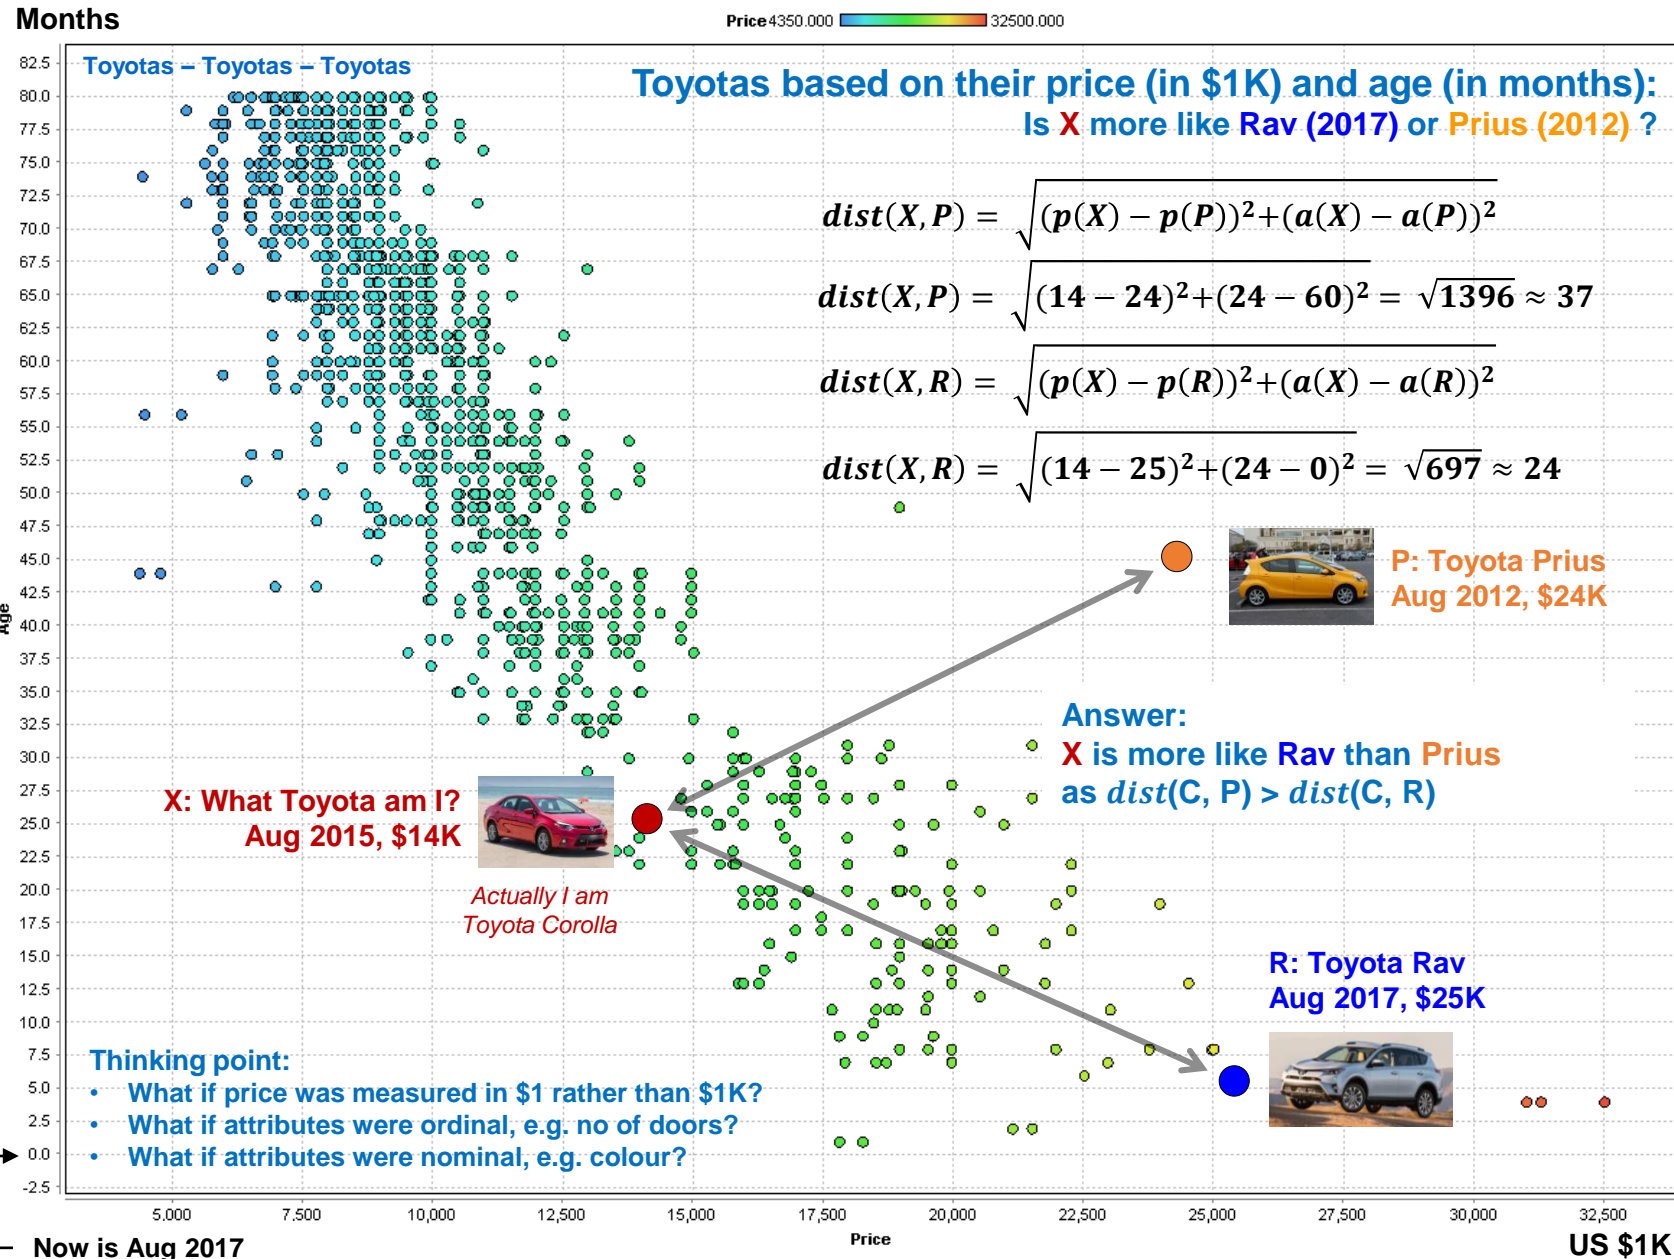 Months
Price 4350.000 32500.000
Toyotas – Toyotas – Toyotas
Toyotas based on their price (in $1K) and age (in months):
Is X more like Rav (2017) or Prius (2012) ?
dist(X, P) = √(p(X) − p(P))²+(a(X) − a(P))²
dist(X, P) = √(14 − 24)²+(24 − 60)² = √1396 ≈ 37
dist(X, R) = √(p(X) − p(R))²+(a(X) − a(R))²
dist(X, R) = √(14 − 25)²+(24 − 0)² = √697 ≈ 24
P: Toyota Prius
Aug 2012, $24K
Answer:
X is more like Rav than Prius
as dist(C, P) > dist(C, R)
X: What Toyota am I?
Aug 2015, $14K
Actually I am
Toyota Corolla
R: Toyota Rav
Aug 2017, $25K
Thinking point:
• What if price was measured in $1 rather than $1K?
• What if attributes were ordinal, e.g. no of doors?
• What if attributes were nominal, e.g. colour?
Age
82.5
80.0
77.5
75.0
72.5
70.0
67.5
65.0
62.5
60.0
57.5
55.0
52.5
50.0
47.5
45.0
42.5
40.0
37.5
35.0
32.5
30.0
27.5
25.0
22.5
20.0
17.5
15.0
12.5
10.0
7.5
5.0
2.5
0.0
-2.5
5.000 7.500 10,000 12,500 15,000 17,500 20,000 22,500 25,000 27,500 30,000 32,500
Price
US $1K
Now is Aug 2017